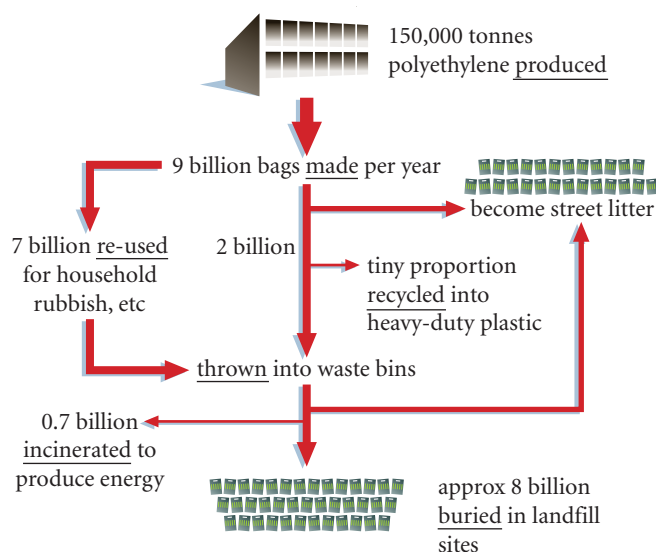 150,000 tonnes
polyethylene produced
9 billion bags made per year
become street litter
7 billion re-used
for household
rubbish, etc
2 billion
tiny proportion
recycled into
heavy-duty plastic
thrown into waste bins
0.7 billion
incinerated to
produce energy
approx 8 billion
buried in landfill
sites